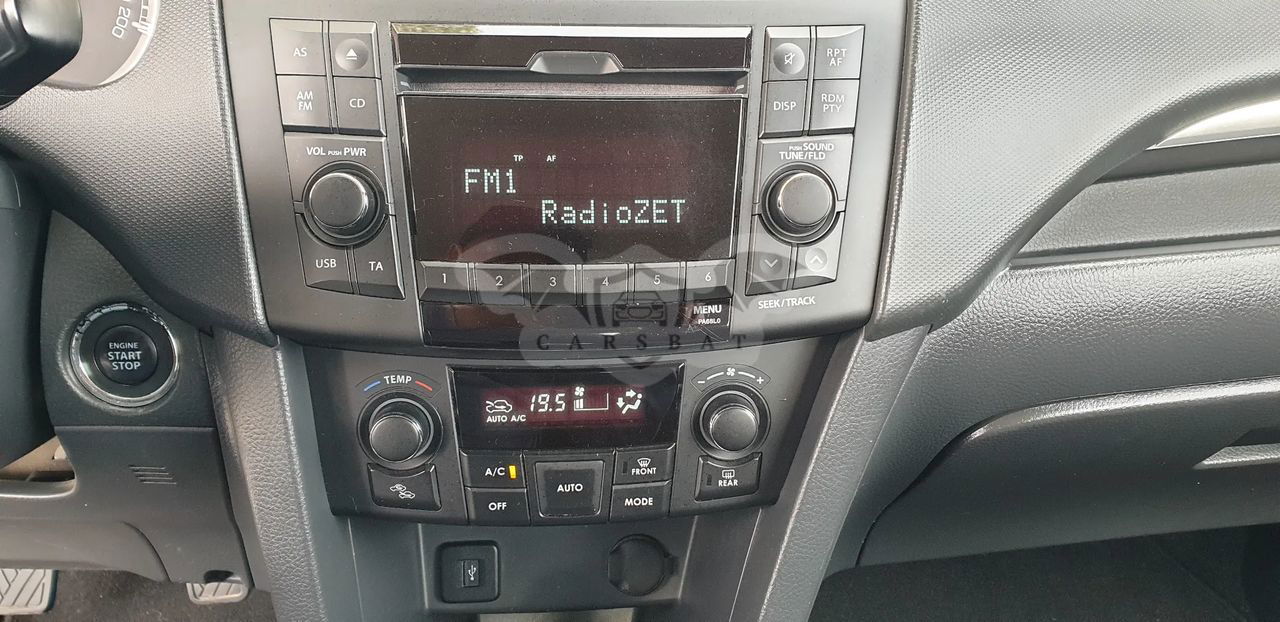 220
AS
RPT
AF
AM
FM
CD
DISP
RDM
PTY
VOL PUSH PWR
PUSH SOUND
TUNE/FLD
TP AF
FM1
RadioZET
USB
TA
1 2 3 4 5 6
MENU
PA66L0
SEEK/TRACK
CARSBAT
ENGINE
START
STOP
TEMP
- +
19.5
AUTO A/C
A/C
AUTO
FRONT
REAR
OFF
MODE